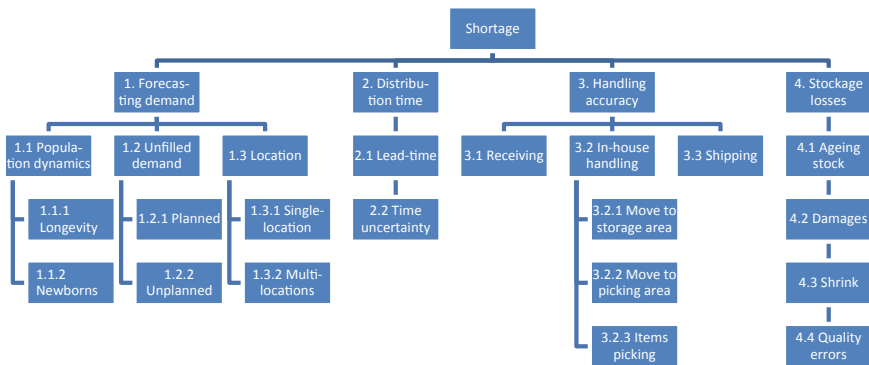 Shortage
1. Forecas-
ting demand
2. Distribu-
tion time
3. Handling
accuracy
4. Stockage
losses
1.1 Popula-
tion dynamics
1.2 Unfilled
demand
1.3 Location
2.1 Lead-time
3.1 Receiving
3.2 In-house
handling
3.3 Shipping
4.1 Ageing
stock
1.1.1
Longevity
1.2.1 Planned
1.3.1 Single-
location
2.2 Time
uncertainty
3.2.1 Move to
storage area
4.2 Damages
1.1.2
Newborns
1.2.2
Unplanned
1.3.2 Multi-
locations
3.2.2 Move to
picking area
4.3 Shrink
3.2.3 Items
picking
4.4 Quality
errors